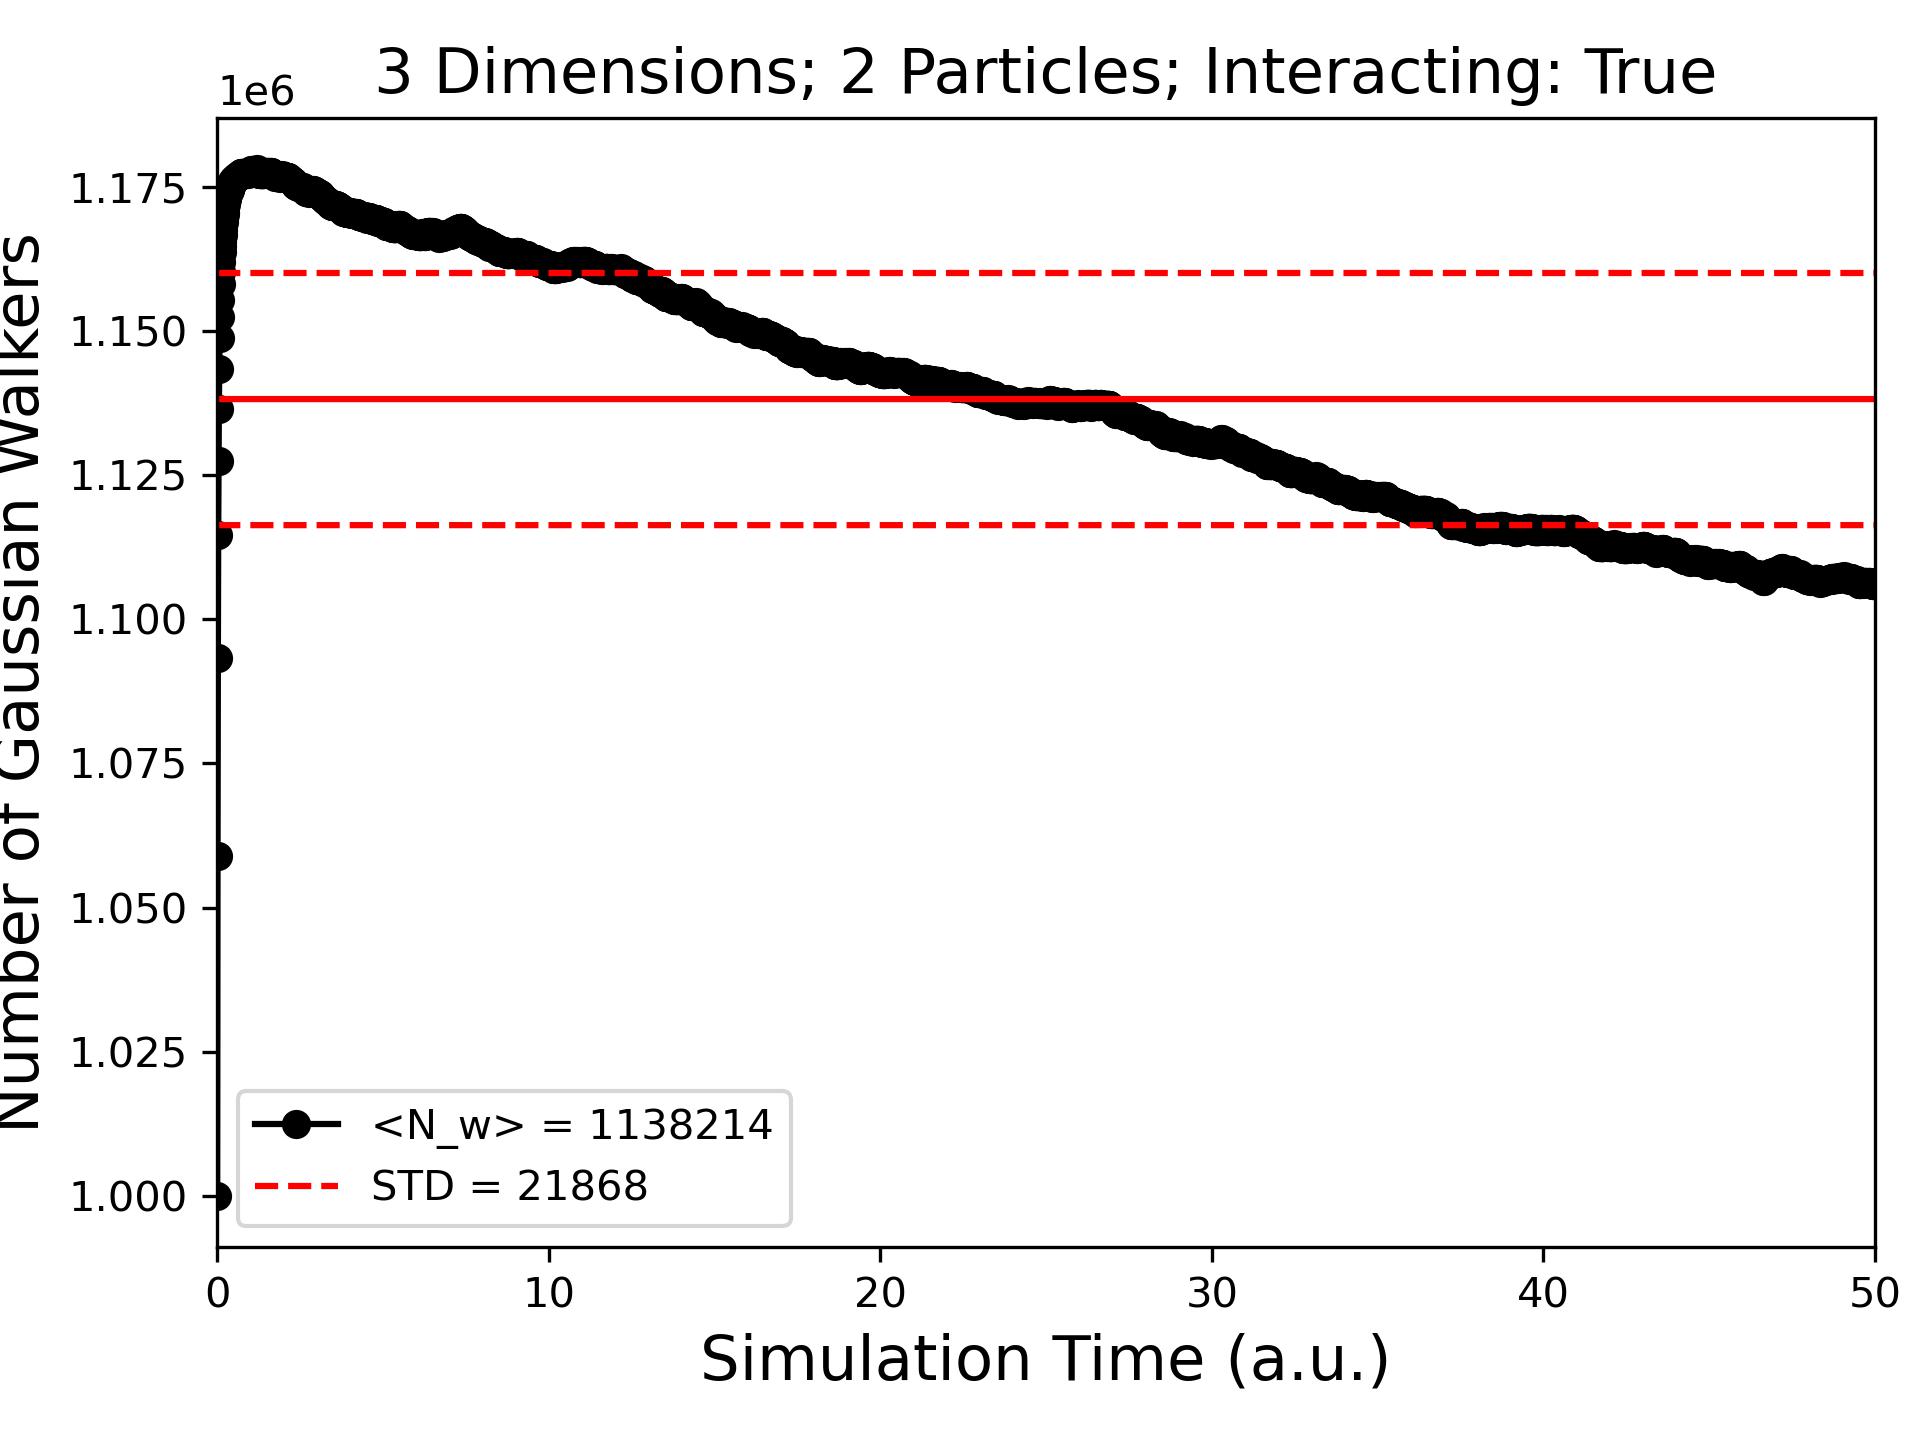 3 Dimensions; 2 Particles; Interacting: True
1e6
Number of Gaussian Walkers
1.175
1.150
1.125
1.100
1.075
1.050
1.025
1.000
<N_w> = 1138214
STD = 21868
0 10 20 30 40 50
Simulation Time (a.u.)